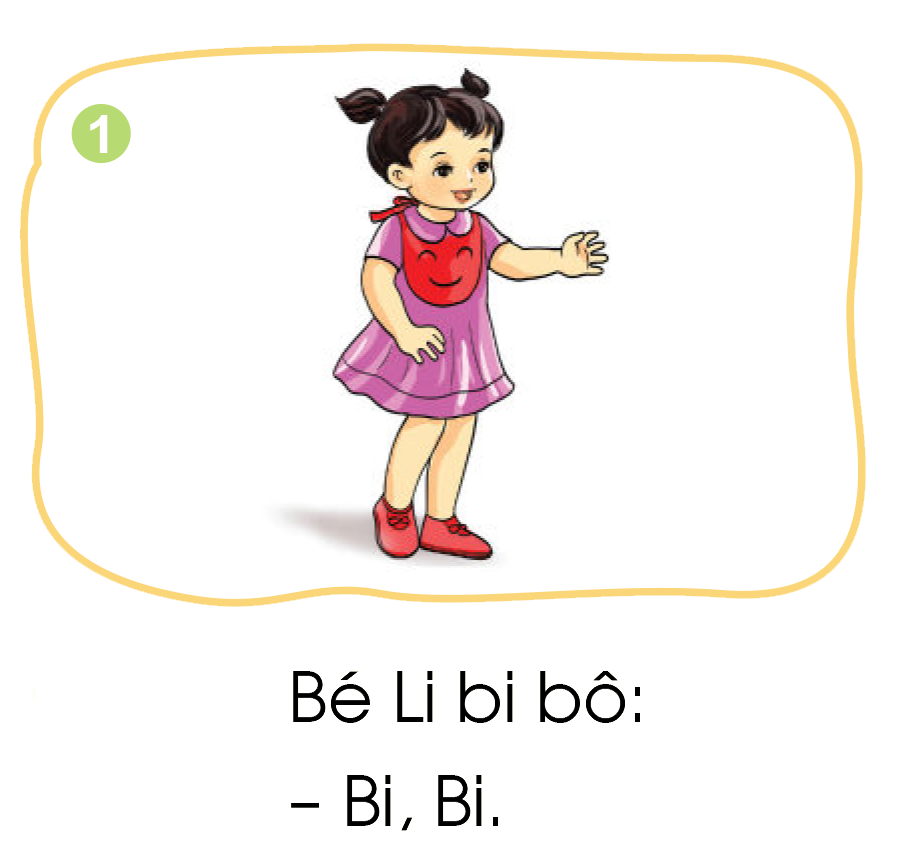 1
Bé Li bi bô:
– Bi, Bi.